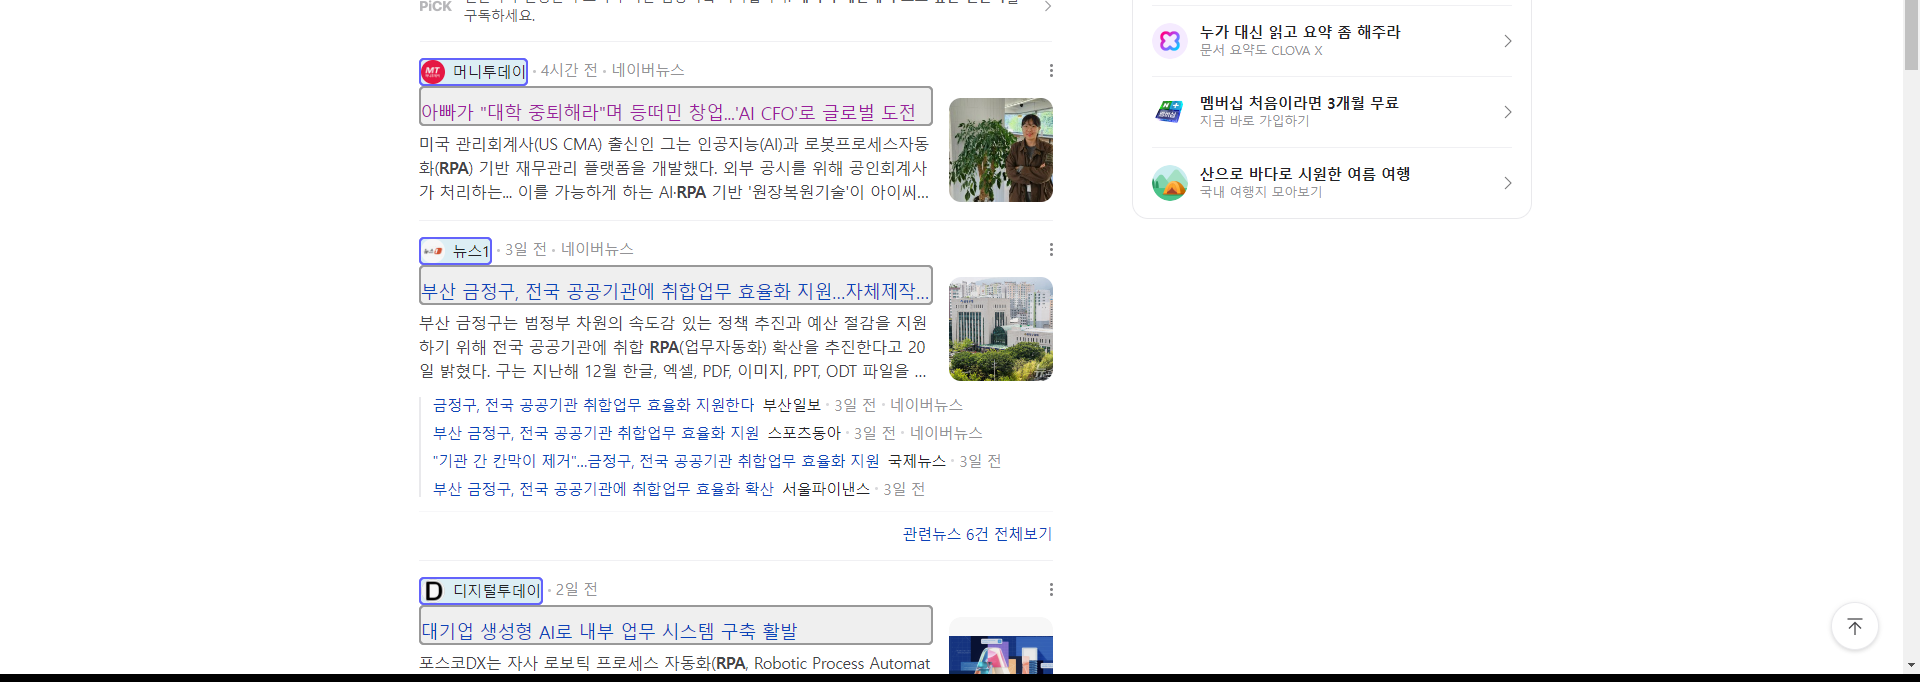 PiCK
구독하세요.
머니투데이 · 4시간 전 · 네이버뉴스
아빠가 "대학 중퇴해라"며 등떠민 창업...'AI CFO'로 글로벌 도전
미국 관리회계사(US CMA) 출신인 그는 인공지능(AI)과 로봇프로세스자동
화(RPA) 기반 재무관리 플랫폼을 개발했다. 외부 공시를 위해 공인회계사
가 처리하는... 이를 가능하게 하는 AI·RPA 기반 '원장복원기술'이 아이씨...
뉴스1 · 3일 전 · 네이버뉴스
부산 금정구, 전국 공공기관에 취합업무 효율화 지원...자체제작...
부산 금정구는 범정부 차원의 속도감 있는 정책 추진과 예산 절감을 지원
하기 위해 전국 공공기관에 취합 RPA(업무자동화) 확산을 추진한다고 20
일 밝혔다. 구는 지난해 12월 한글, 엑셀, PDF, 이미지, PPT, ODT 파일을 ...
금정구, 전국 공공기관 취합업무 효율화 지원한다 부산일보 · 3일 전 · 네이버뉴스
부산 금정구, 전국 공공기관 취합업무 효율화 지원 스포츠동아 · 3일 전 · 네이버뉴스
"기관 간 칸막이 제거"...금정구, 전국 공공기관 취합업무 효율화 지원 국제뉴스 · 3일 전
부산 금정구, 전국 공공기관에 취합업무 효율화 확산 서울파이낸스 · 3일 전
관련뉴스 6건 전체보기
D 디지털투데이 · 2일 전
대기업 생성형 AI로 내부 업무 시스템 구축 활발
포스코DX는 자사 로보틱 프로세스 자동화(RPA, Robotic Process Automat
누가 대신 읽고 요약 좀 해주라
문서 요약도 CLOVA X
멤버십 처음이라면 3개월 무료
지금 바로 가입하기
산으로 바다로 시원한 여름 여행
국내 여행지 모아보기